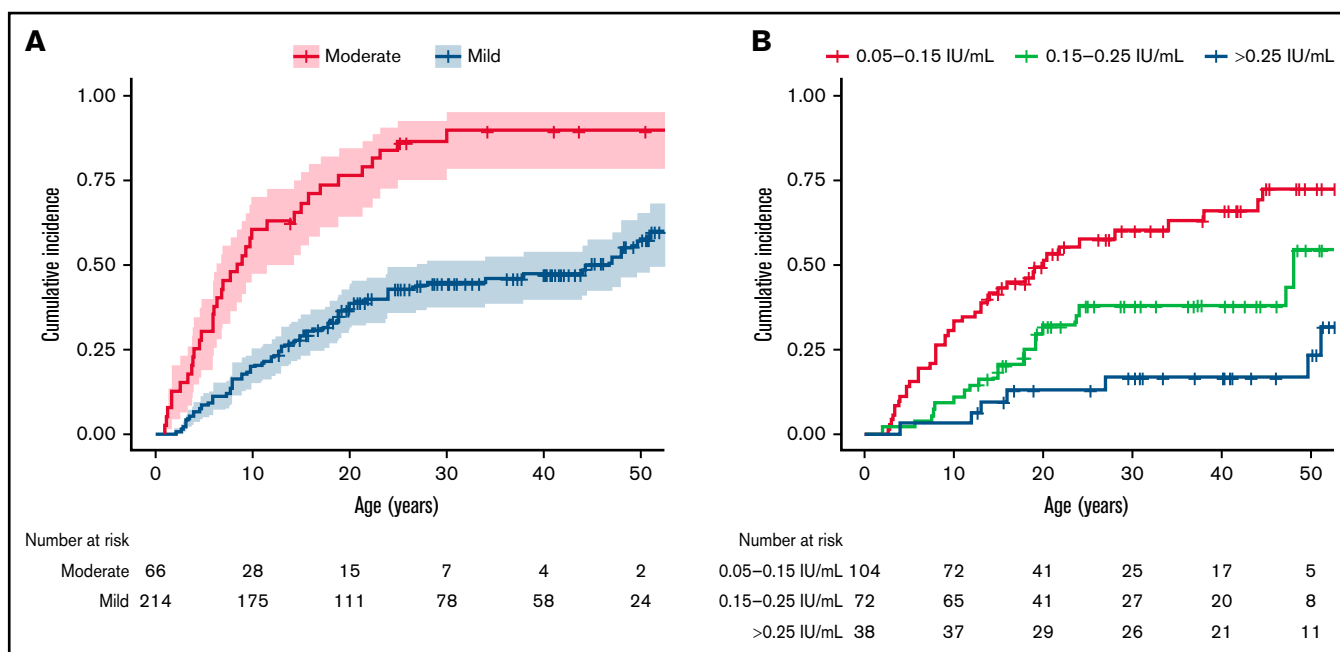 A
Moderate Mild
1.00
0.75
0.50
0.25
0.00
Cumulative incidence
0 10 20 30 40 50
Age (years)
Number at risk
Moderate 66 28 15 7 4 2
Mild 214 175 111 78 58 24
B
0.05–0.15 IU/mL 0.15–0.25 IU/mL >0.25 IU/mL
1.00
0.75
0.50
0.25
0.00
Cumulative incidence
0 10 20 30 40 50
Age (years)
Number at risk
0.05–0.15 IU/mL 104 72 41 25 17 5
0.15–0.25 IU/mL 72 65 41 27 20 8
>0.25 IU/mL 38 37 29 26 21 11